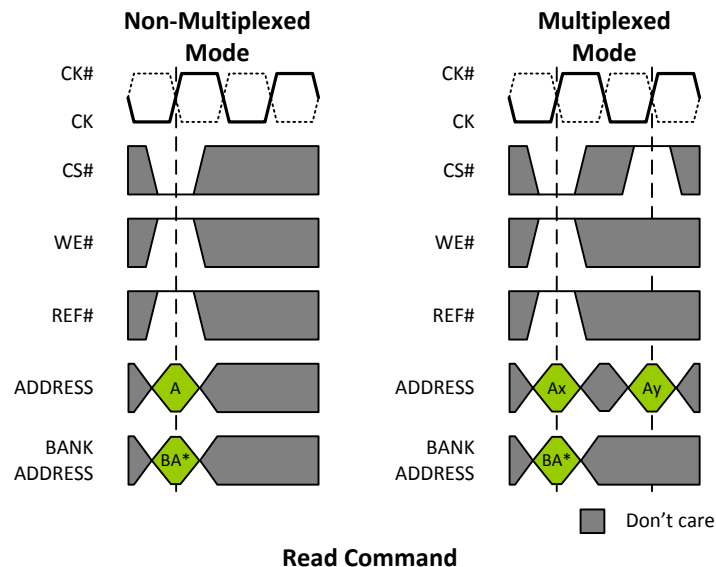 Non-Multiplexed
Mode
CK#
CK
CS#
WE#
REF#
ADDRESS
A
BANK
ADDRESS
BA*
Multiplexed
Mode
CK#
CK
CS#
WE#
REF#
ADDRESS
Ax
Ay
BANK
ADDRESS
BA*
Don't care
Read Command